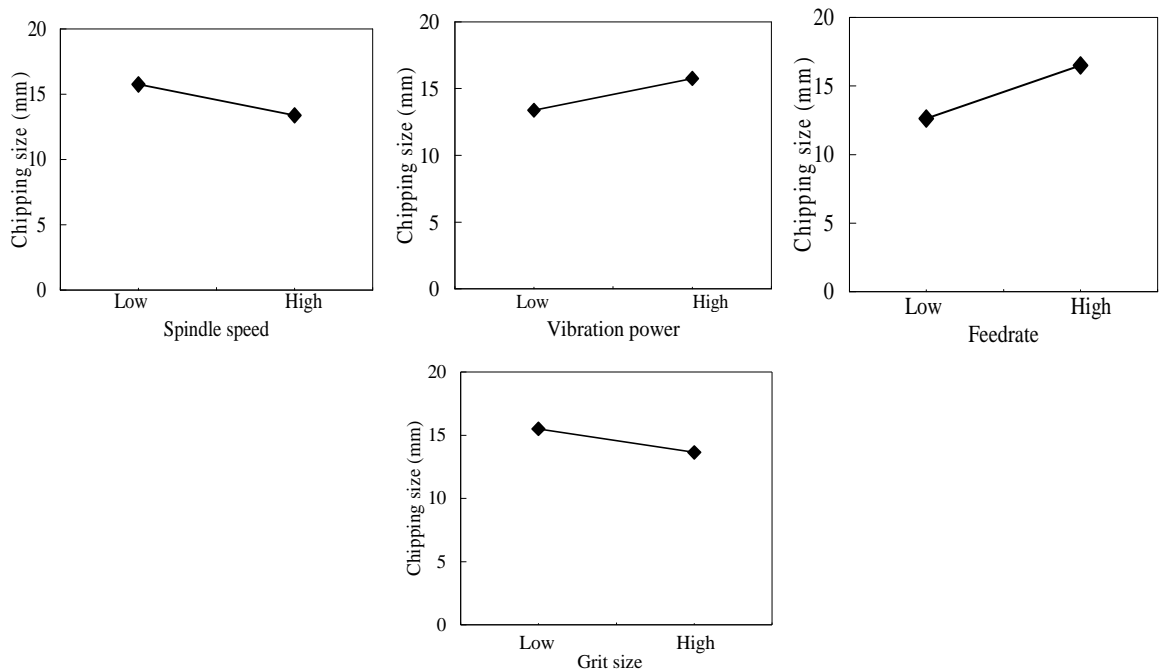 20
15
10
5
0
Chipping size (mm)
Low
High
Spindle speed
20
15
10
5
0
Chipping size (mm)
Low
High
Vibration power
20
15
10
5
0
Chipping size (mm)
Low
High
Feedrate
20
15
10
5
0
Chipping size (mm)
Low
High
Grit size